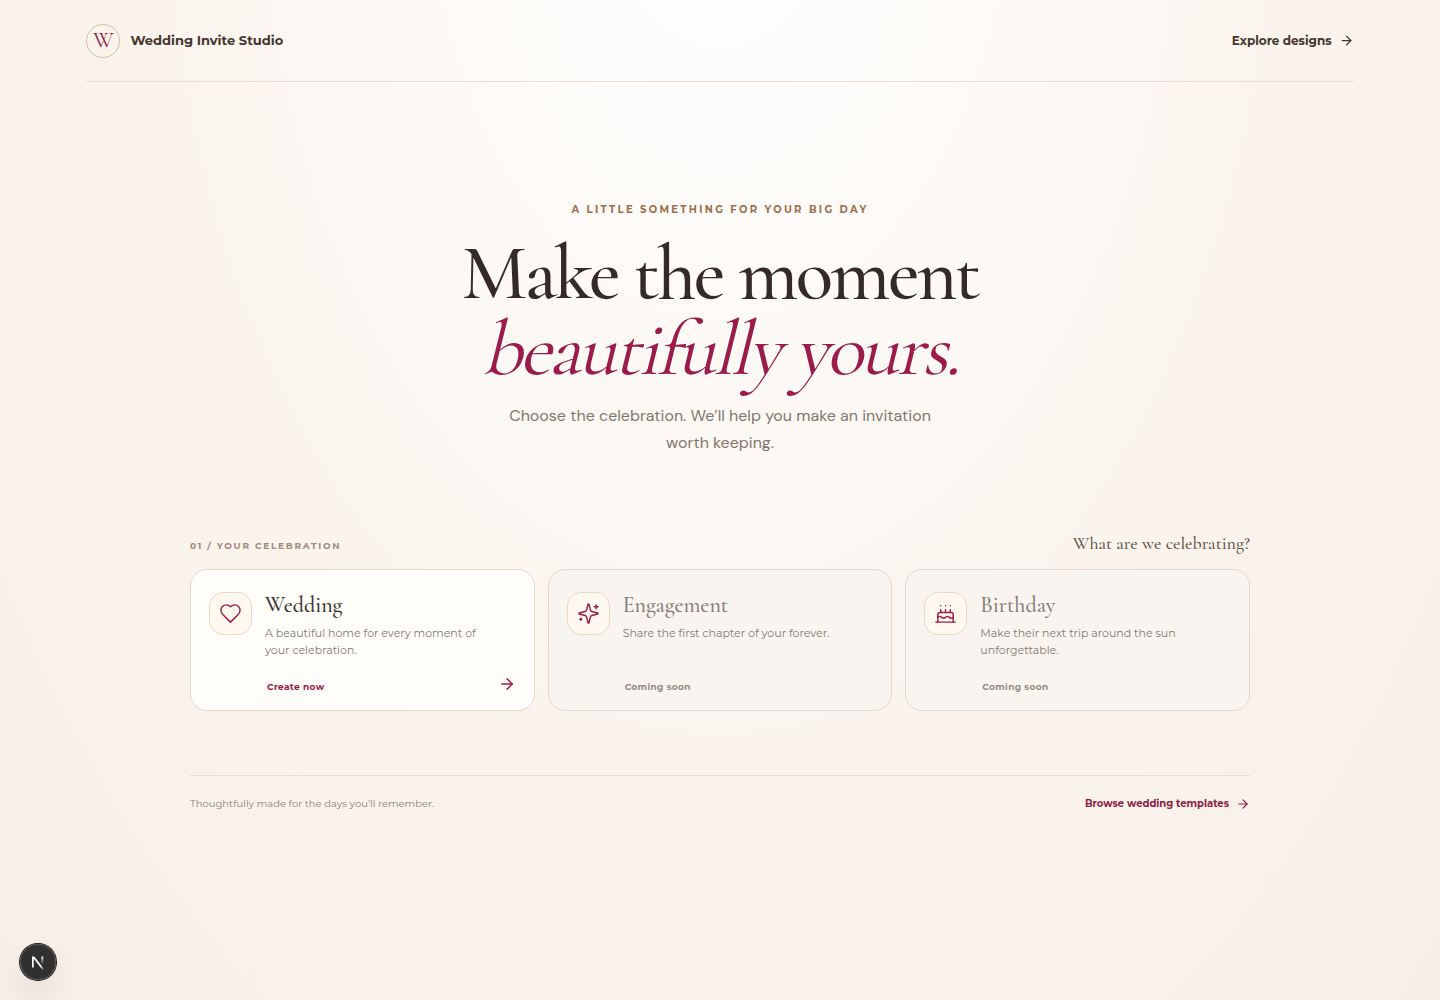 W Wedding Invite Studio
Explore designs
A LITTLE SOMETHING FOR YOUR BIG DAY
Make the moment
beautifully yours.
Choose the celebration. We’ll help you make an invitation
worth keeping.
01 / YOUR CELEBRATION
What are we celebrating?
Wedding
A beautiful home for every moment of
your celebration.
Create now
Engagement
Share the first chapter of your forever.
Coming soon
Birthday
Make their next trip around the sun
unforgettable.
Coming soon
Thoughtfully made for the days you’ll remember.
Browse wedding templates
N